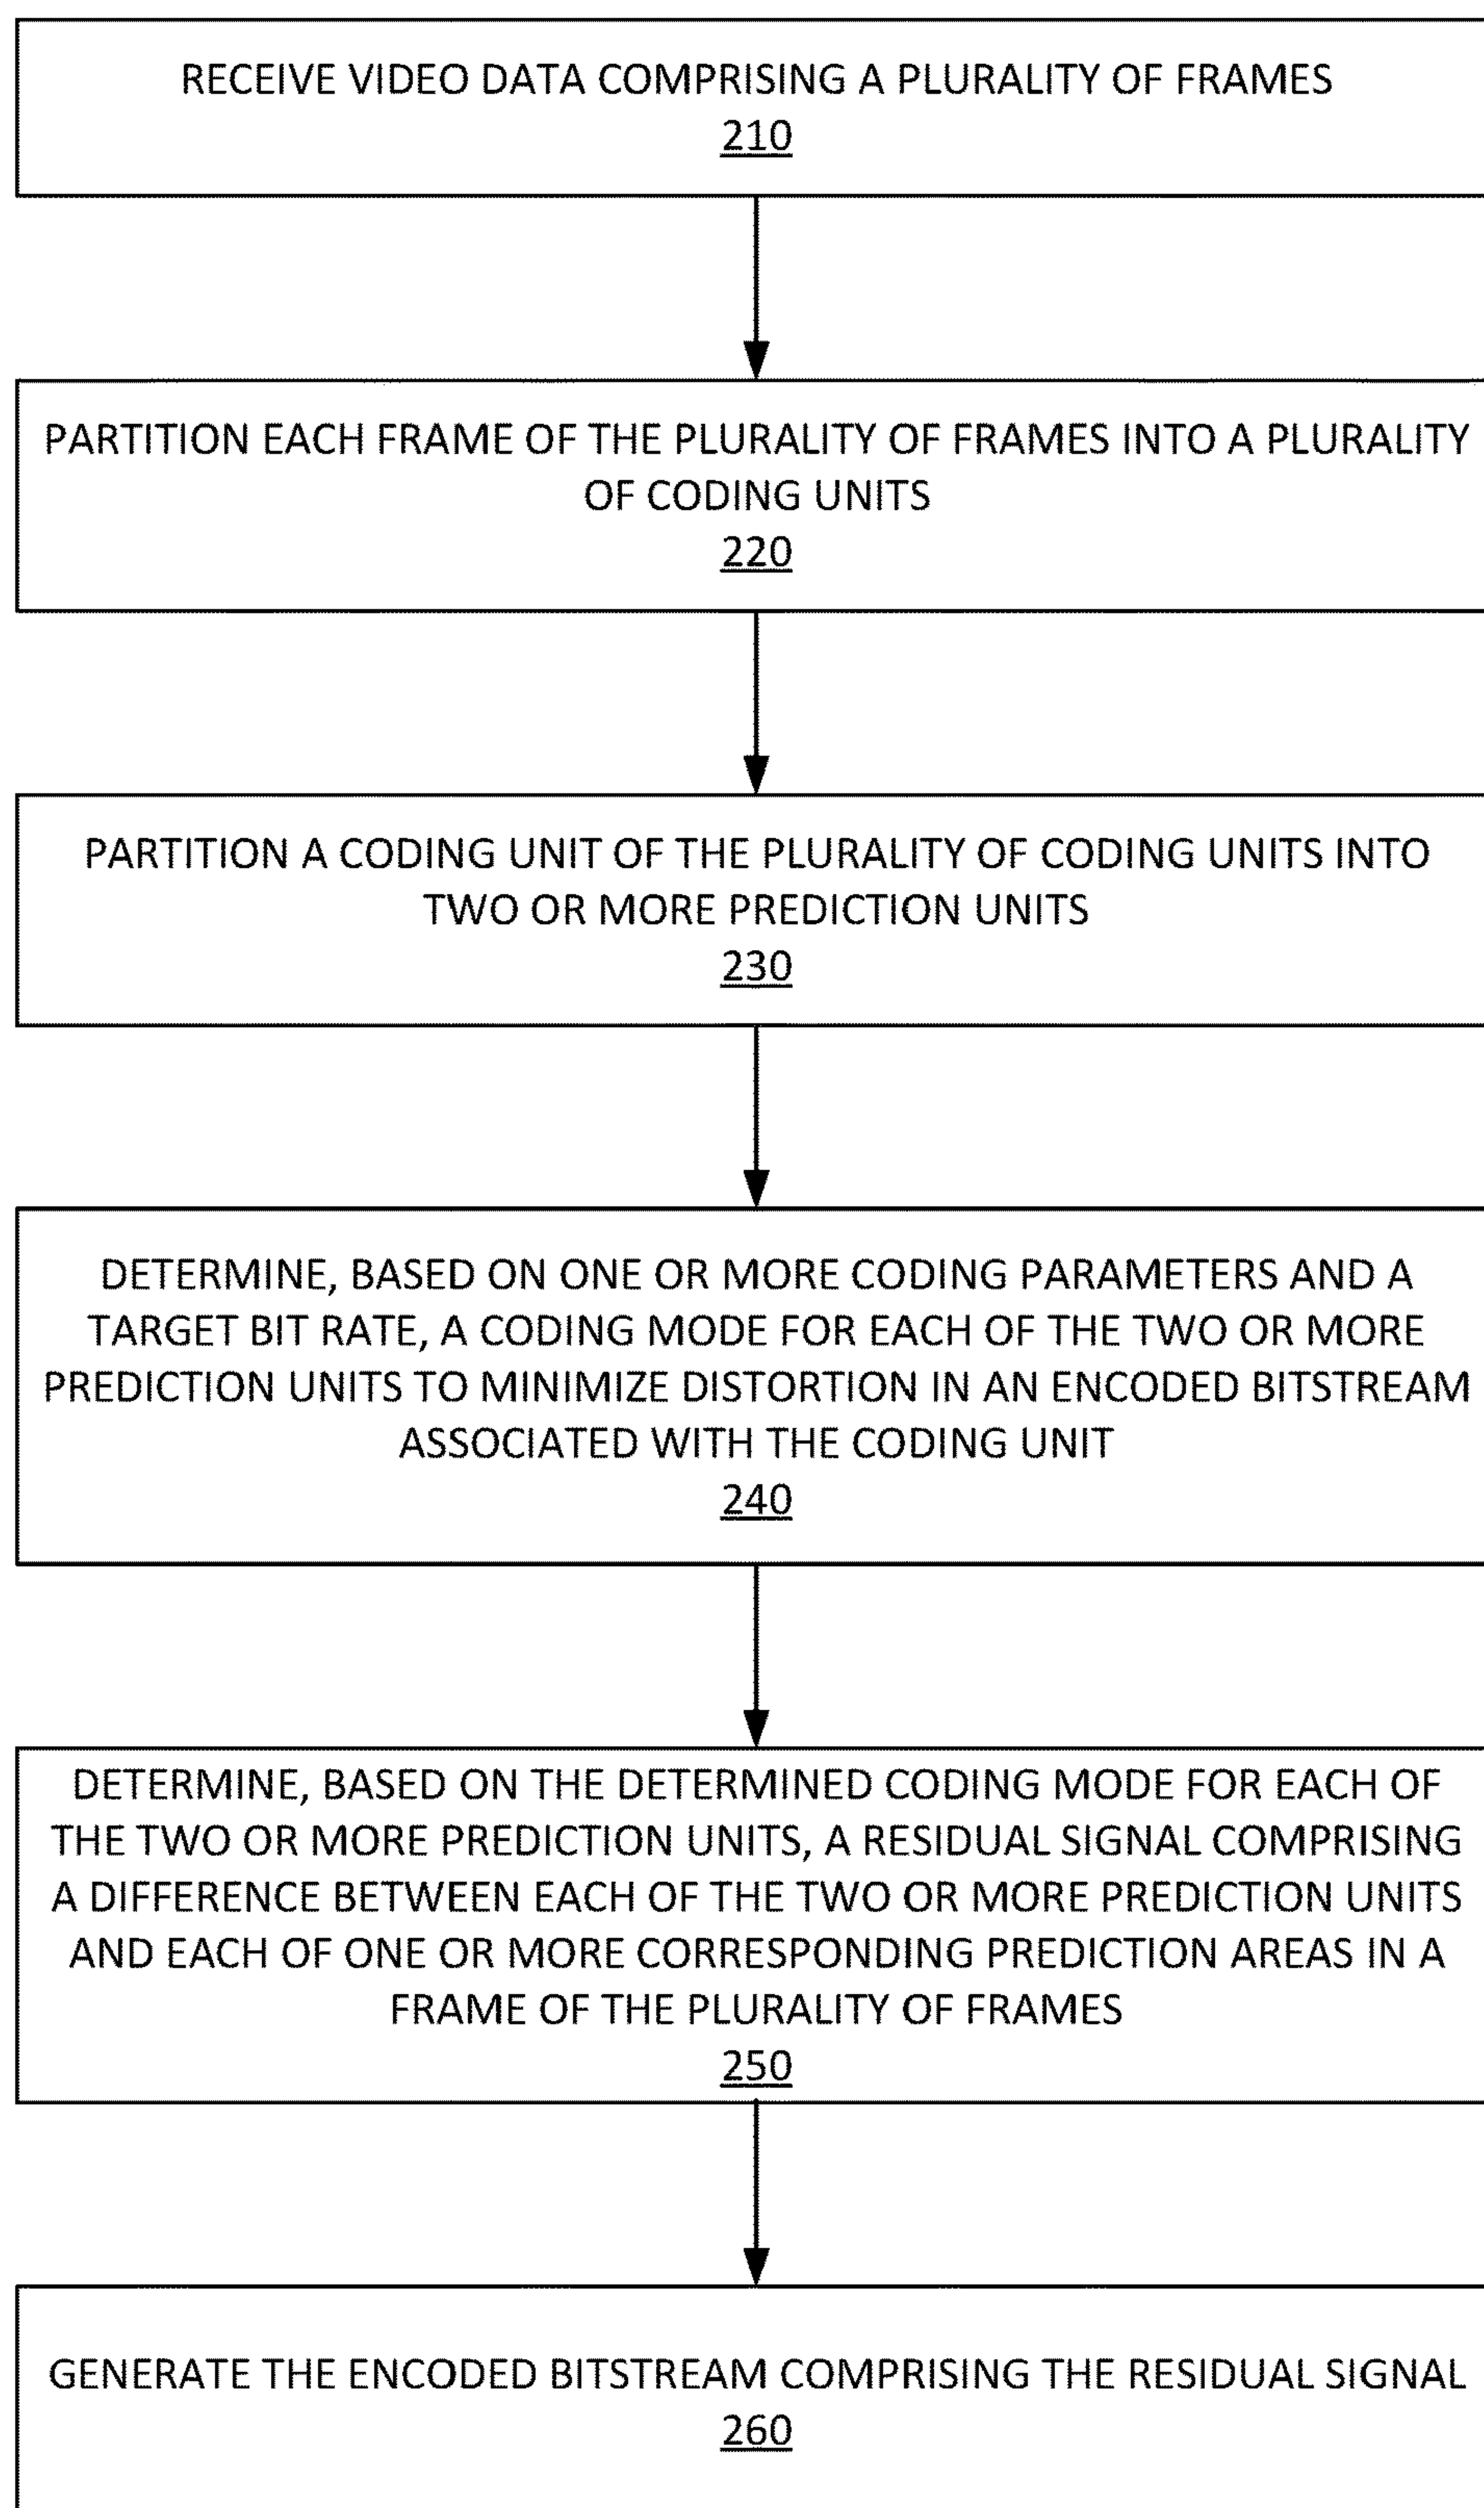 RECEIVE VIDEO DATA COMPRISING A PLURALITY OF FRAMES
210
PARTITION EACH FRAME OF THE PLURALITY OF FRAMES INTO A PLURALITY
OF CODING UNITS
220
PARTITION A CODING UNIT OF THE PLURALITY OF CODING UNITS INTO
TWO OR MORE PREDICTION UNITS
230
DETERMINE, BASED ON ONE OR MORE CODING PARAMETERS AND A
TARGET BIT RATE, A CODING MODE FOR EACH OF THE TWO OR MORE
PREDICTION UNITS TO MINIMIZE DISTORTION IN AN ENCODED BITSTREAM
ASSOCIATED WITH THE CODING UNIT
240
DETERMINE, BASED ON THE DETERMINED CODING MODE FOR EACH OF
THE TWO OR MORE PREDICTION UNITS, A RESIDUAL SIGNAL COMPRISING
A DIFFERENCE BETWEEN EACH OF THE TWO OR MORE PREDICTION UNITS
AND EACH OF ONE OR MORE CORRESPONDING PREDICTION AREAS IN A
FRAME OF THE PLURALITY OF FRAMES
250
GENERATE THE ENCODED BITSTREAM COMPRISING THE RESIDUAL SIGNAL
260